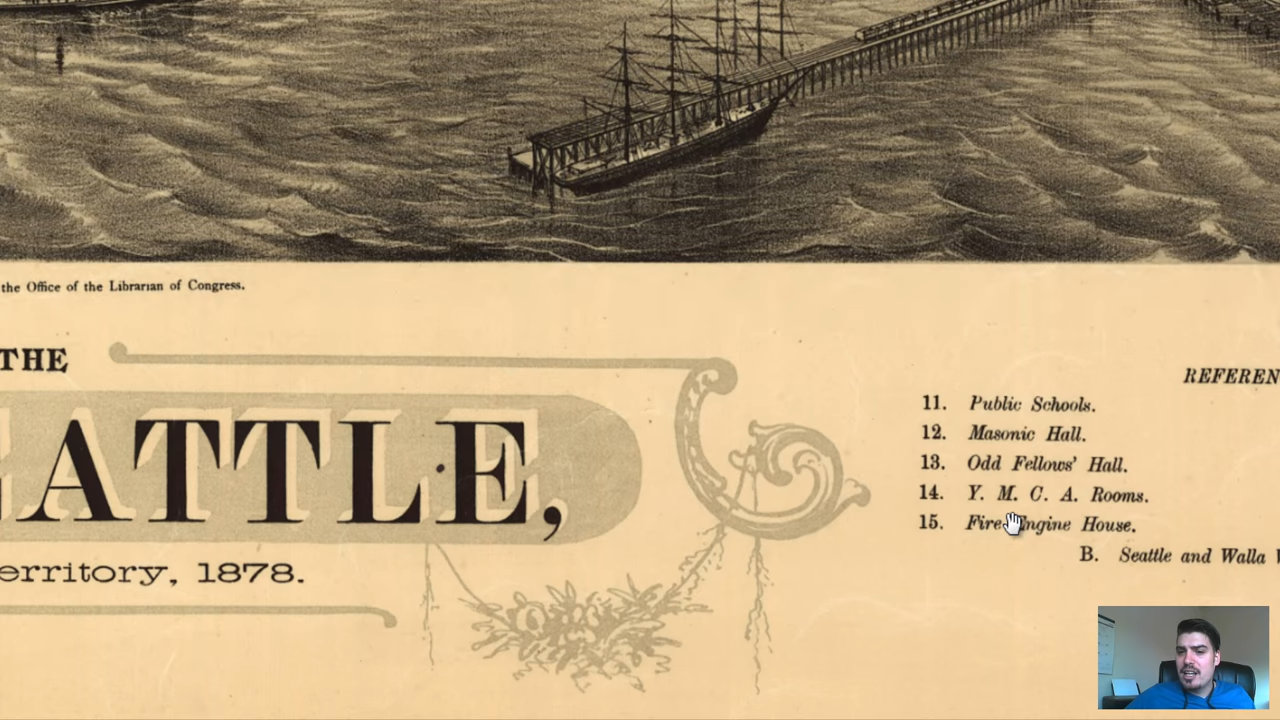 the Office of the Librarian of Congress.
THE
EATTLE,
erritory, 1878.
REFEREN
11. Public Schools.
12. Masonic Hall.
13. Odd Fellows' Hall.
14. Y. M. C. A. Rooms.
15. Fire Engine House.
B. Seattle and Walla W